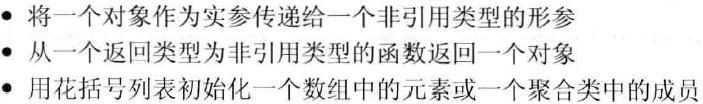 • 将一个对象作为实参传递给一个非引用类型的形参
• 从一个返回类型为非引用类型的函数返回一个对象
• 用花括号列表初始化一个数组中的元素或一个聚合类中的成员